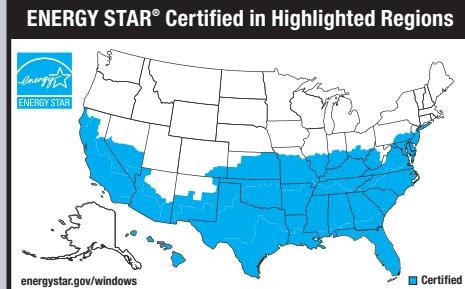 ENERGY STAR® Certified in Highlighted Regions
energy
ENERGY STAR
energystar.gov/windows
Certified